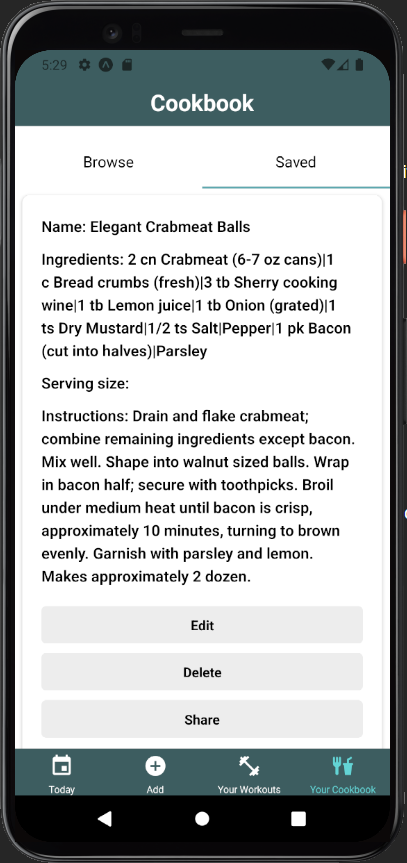 5:29
Cookbook
Browse
Saved
Name: Elegant Crabmeat Balls
Ingredients: 2 cn Crabmeat (6-7 oz cans)|1
c Bread crumbs (fresh)|3 tb Sherry cooking
wine|1 tb Lemon juice|1 tb Onion (grated)|1
ts Dry Mustard|1/2 ts Salt|Pepper|1 pk Bacon
(cut into halves)|Parsley
Serving size:
Instructions: Drain and flake crabmeat;
combine remaining ingredients except bacon.
Mix well. Shape into walnut sized balls. Wrap
in bacon half; secure with toothpicks. Broil
under medium heat until bacon is crisp,
approximately 10 minutes, turning to brown
evenly. Garnish with parsley and lemon.
Makes approximately 2 dozen.
Edit
Delete
Share
Today
Add
Your Workouts
Your Cookbook